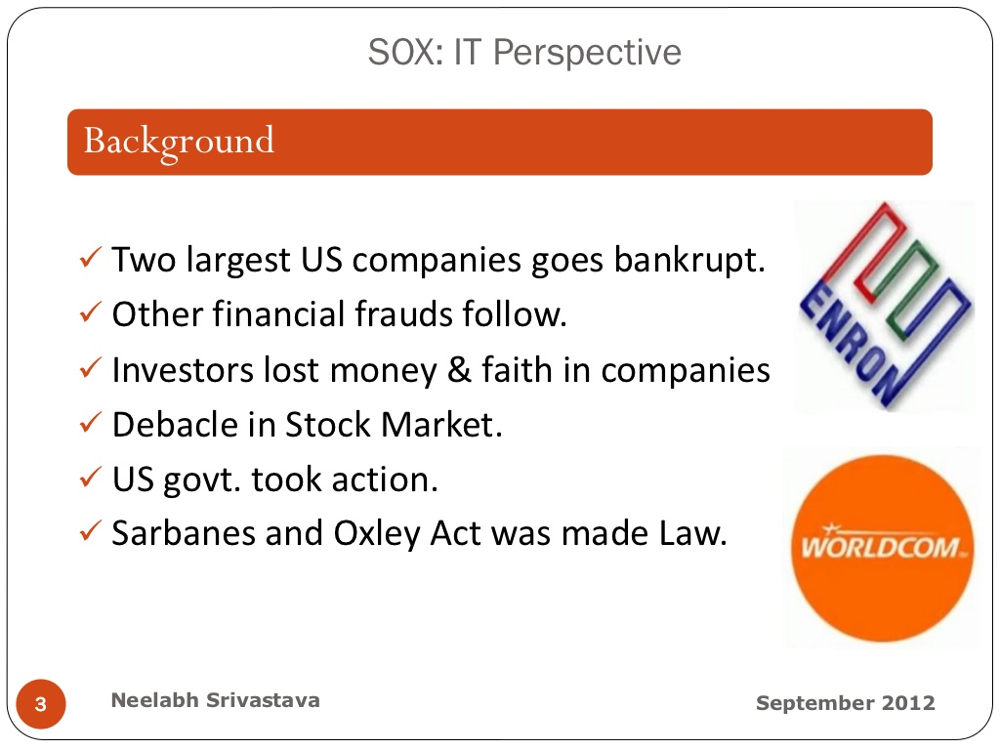 SOX: IT Perspective
Background
✓ Two largest US companies goes bankrupt.
✓ Other financial frauds follow.
✓ Investors lost money & faith in companies
✓ Debacle in Stock Market.
✓ US govt. took action.
✓ Sarbanes and Oxley Act was made Law.
ENRON
WORLDCOM
3
Neelabh Srivastava
September 2012